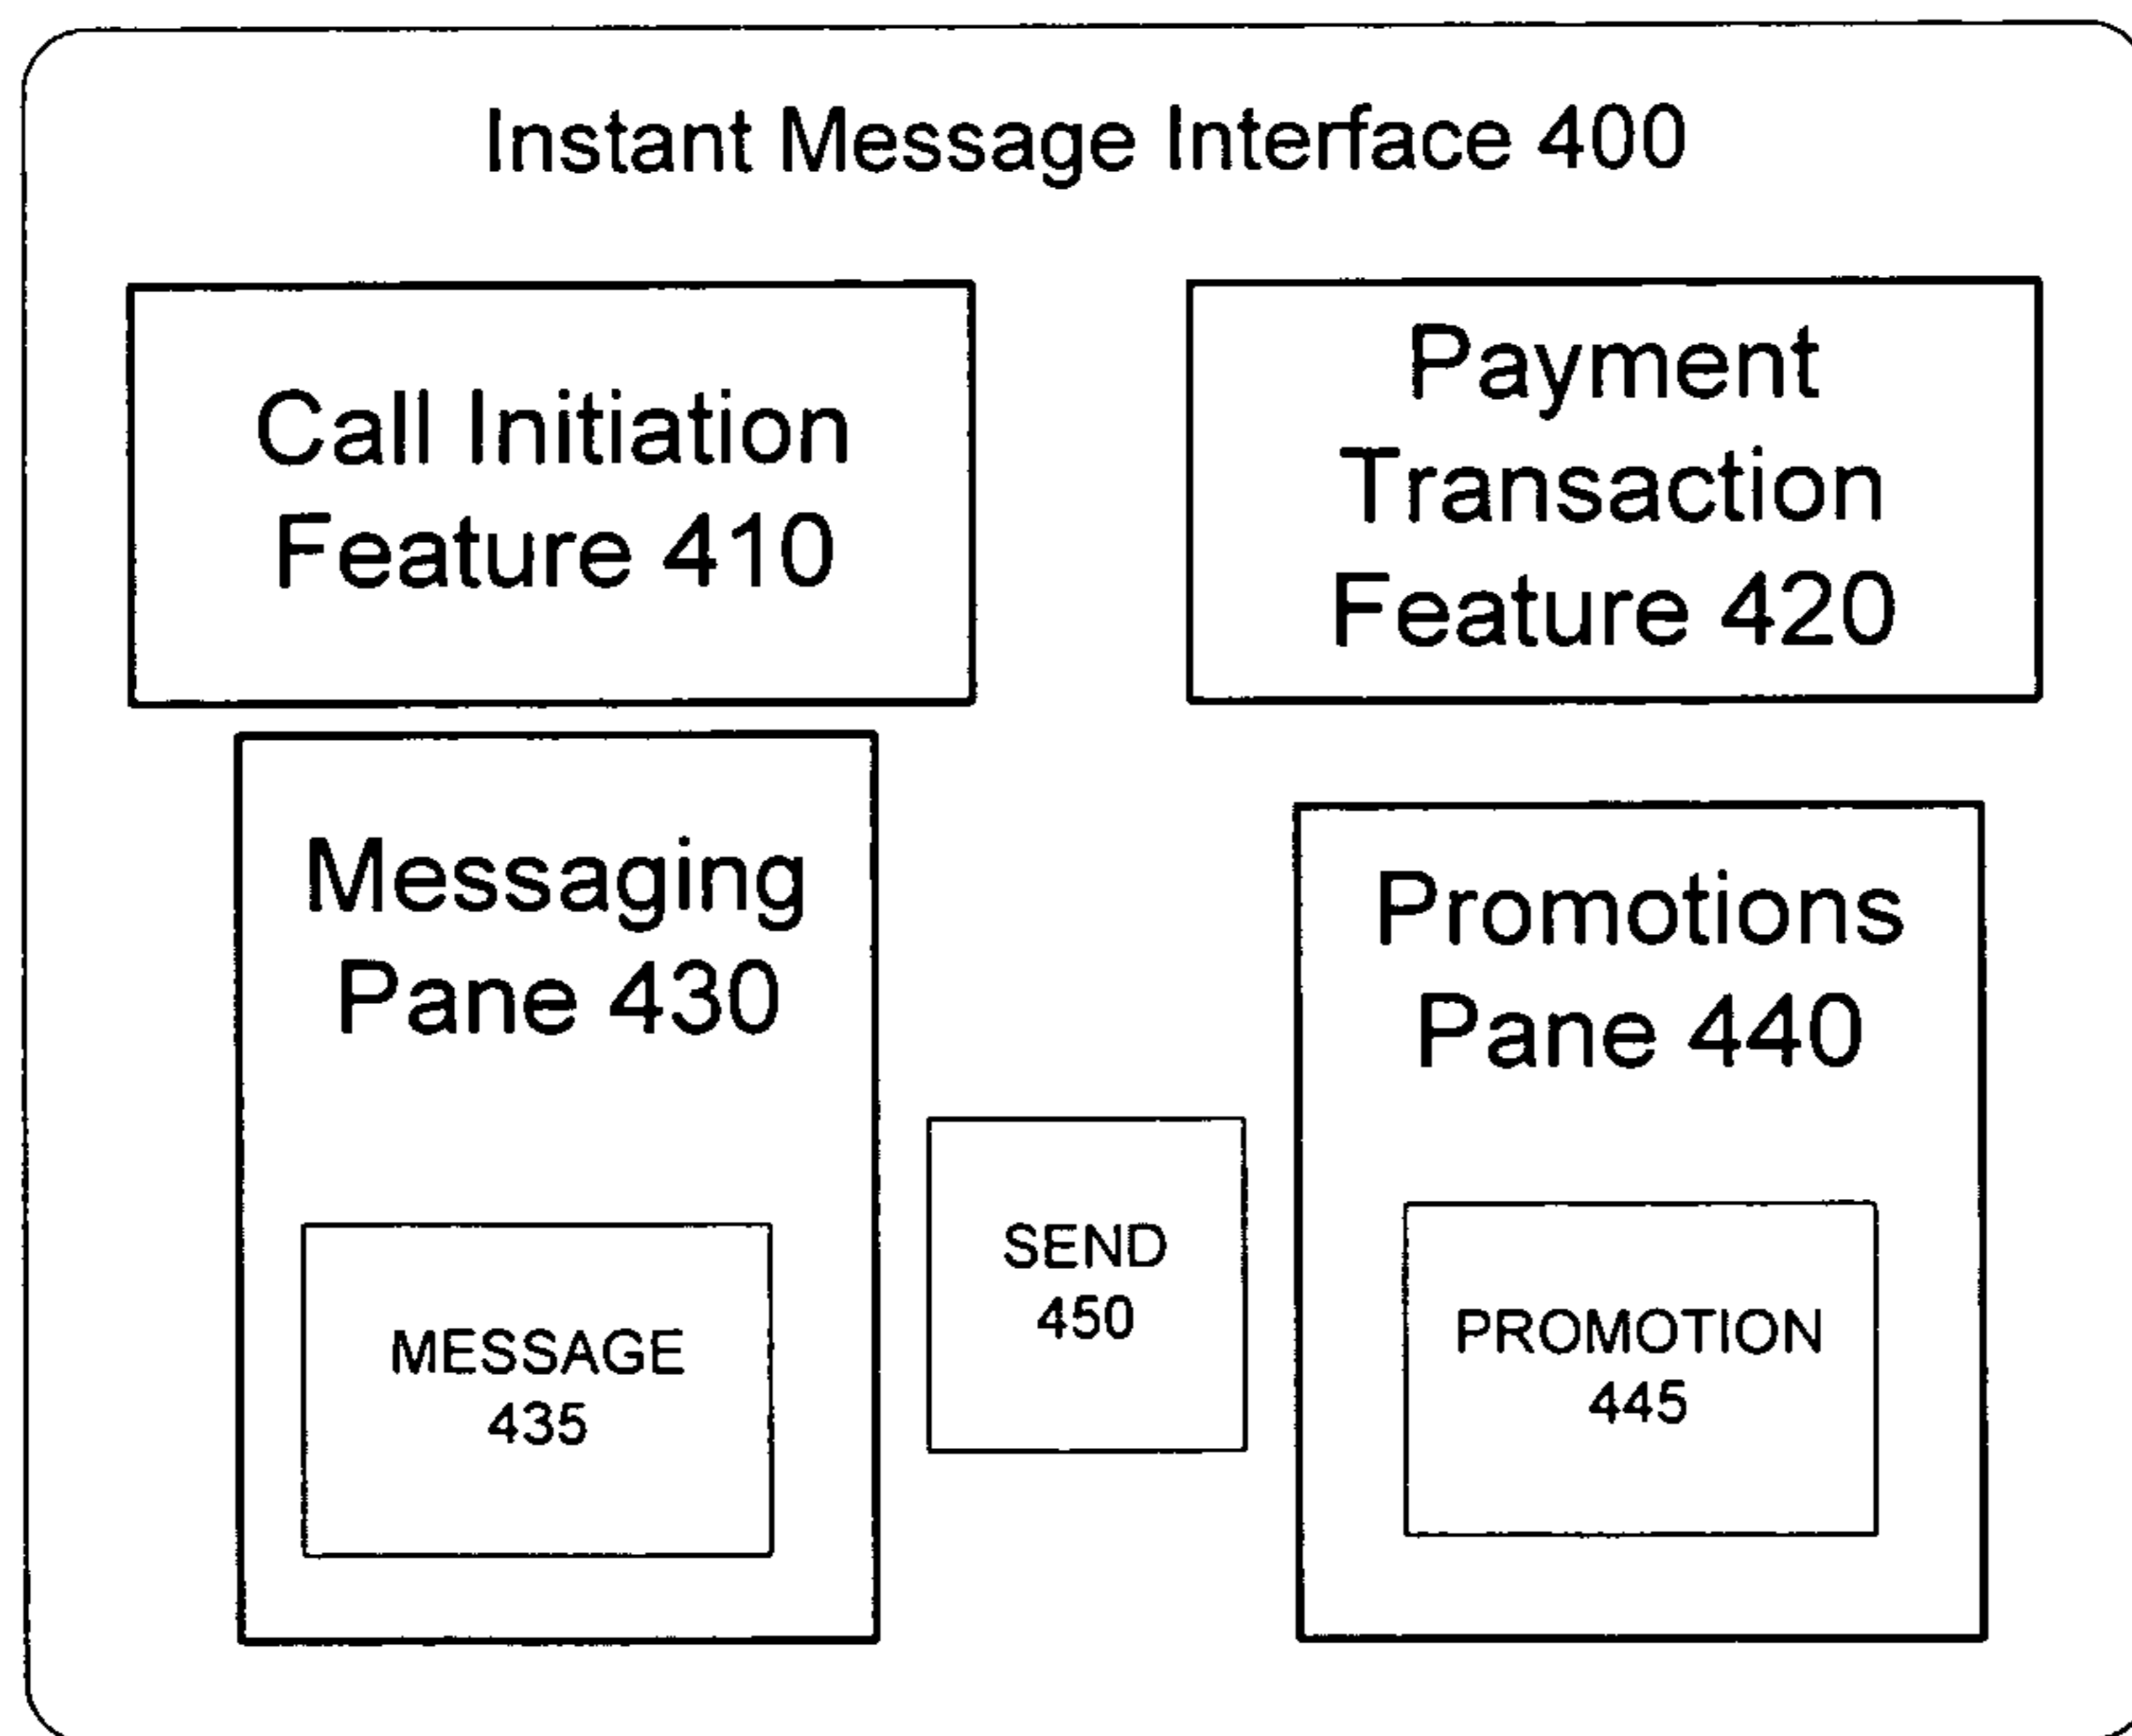 Instant Message Interface 400
Call Initiation
Feature 410
Payment
Transaction
Feature 420
Messaging
Pane 430
MESSAGE
435
SEND
450
Promotions
Pane 440
PROMOTION
445